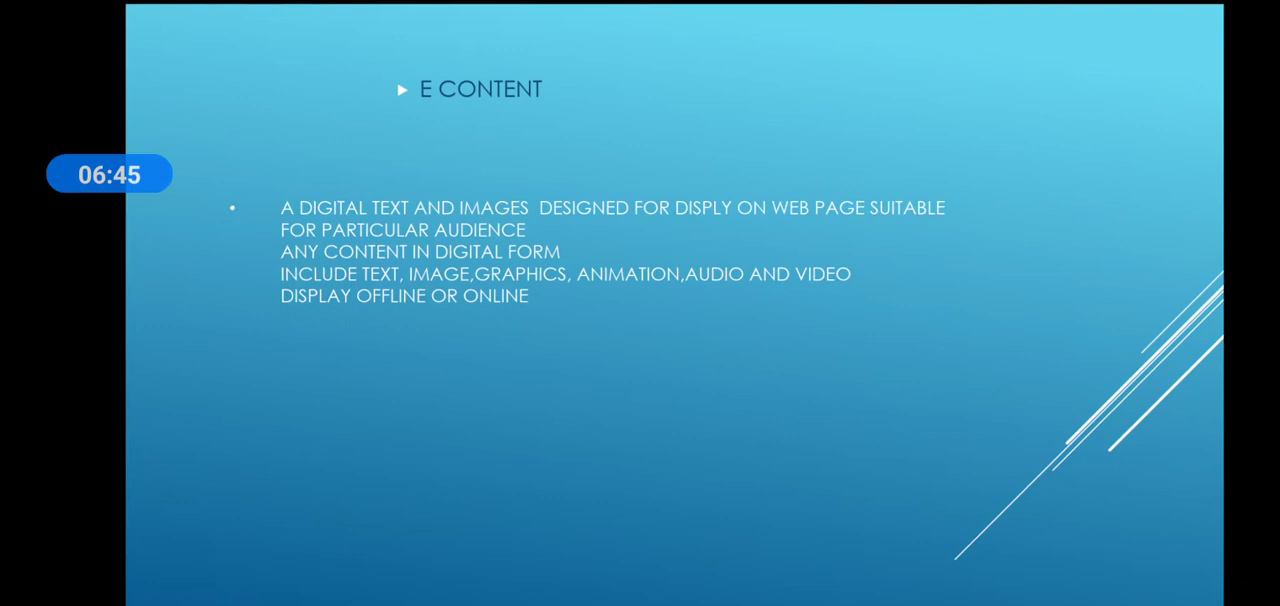 E CONTENT
06:45
A DIGITAL TEXT AND IMAGES DESIGNED FOR DISPLY ON WEB PAGE SUITABLE
FOR PARTICULAR AUDIENCE
ANY CONTENT IN DIGITAL FORM
INCLUDE TEXT, IMAGE,GRAPHICS, ANIMATION,AUDIO AND VIDEO
DISPLAY OFFLINE OR ONLINE